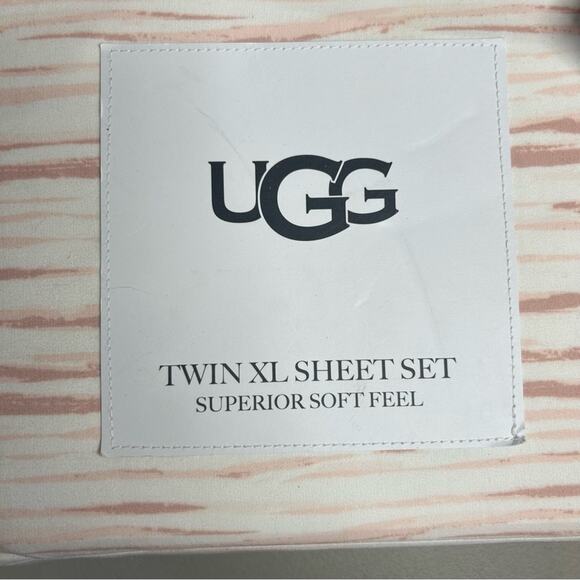 UGG
TWIN XL SHEET SET
SUPERIOR SOFT FEEL